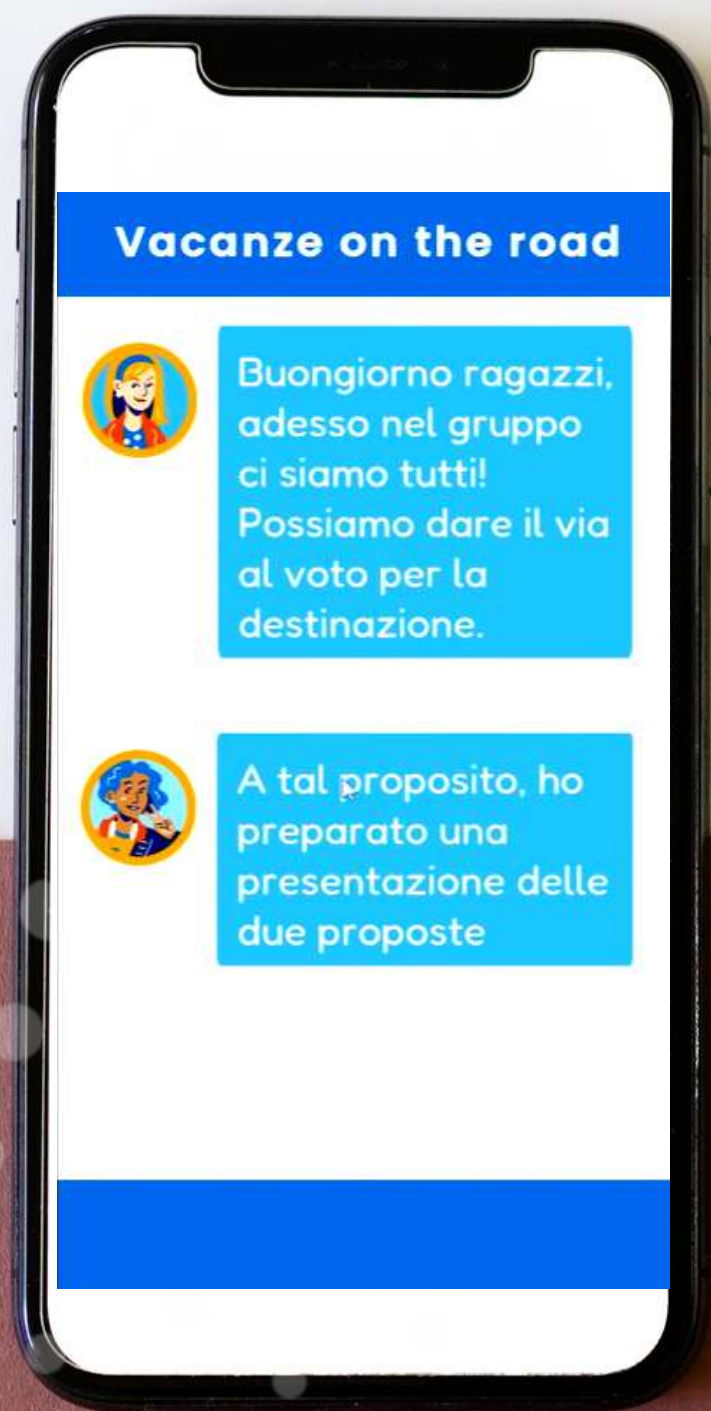 Vacanze on the road
Buongiorno ragazzi,
adesso nel gruppo
ci siamo tutti!
Possiamo dare il via
al voto per la
destinazione.
A tal proposito, ho
preparato una
presentazione delle
due proposte